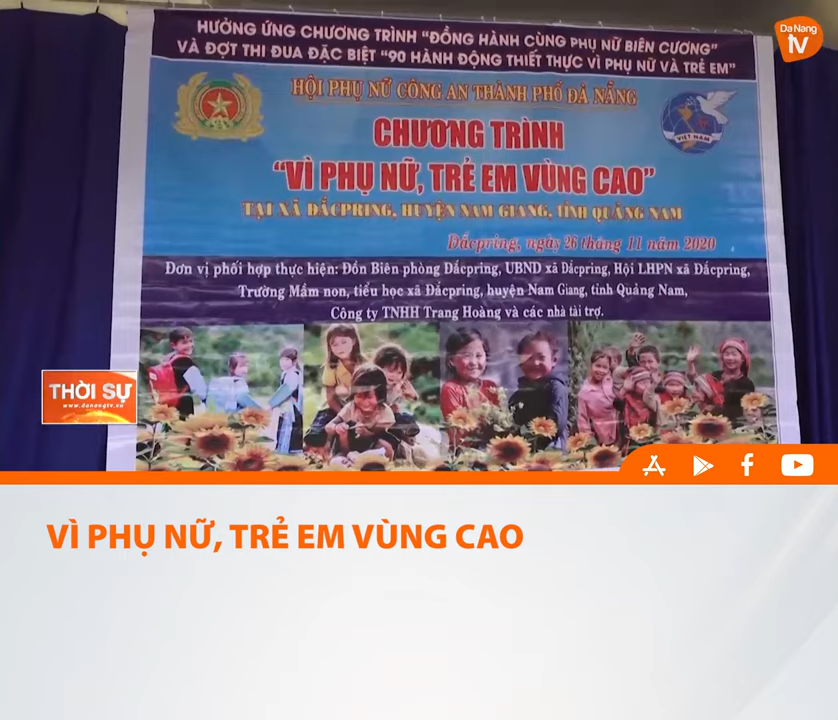 Da Nang
tv
HƯỞNG ỨNG CHƯƠNG TRÌNH "ĐỒNG HÀNH CÙNG PHỤ NỮ BIÊN CƯƠNG"
VÀ ĐỢT THI ĐUA ĐẶC BIỆT "90 HÀNH ĐỘNG THIẾT THỰC VÌ PHỤ NỮ VÀ TRẺ EM"
HỘI PHỤ NỮ CÔNG AN THÀNH PHỐ ĐÀ NẴNG
VIỆT NAM
CHƯƠNG TRÌNH
"VÌ PHỤ NỮ, TRẺ EM VÙNG CAO"
TẠI XÃ ĐẮCPRING, HUYỆN NAM GIANG, TỈNH QUẢNG NAM
Đắcpring, ngày 26 tháng 11 năm 2020
Đơn vị phối hợp thực hiện: Đồn Biên phòng Đắcpring, UBND xã Đắcpring, Hội LHPN xã Đắcpring,
Trường Mầm non, tiểu học xã Đắcpring, huyện Nam Giang, tỉnh Quảng Nam,
Công ty TNHH Trang Hoàng và các nhà tài trợ.
THỜI SỰ
www.danangtv.vn
VÌ PHỤ NỮ, TRẺ EM VÙNG CAO